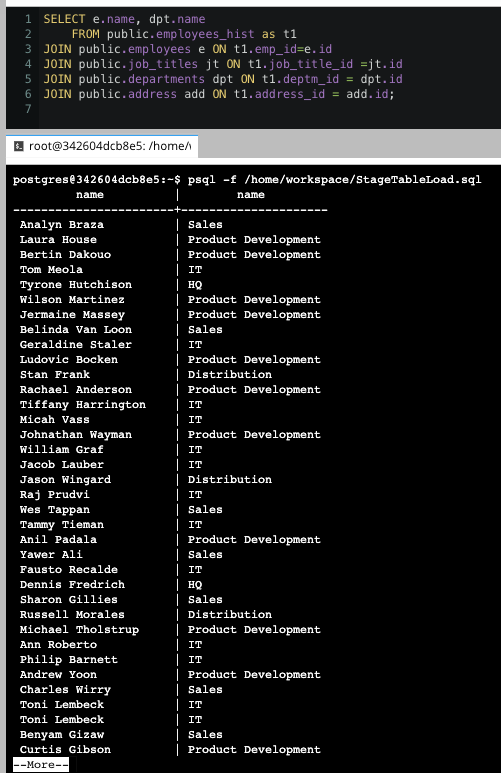 1 SELECT e.name, dpt.name
2 FROM public.employees_hist as t1
3 JOIN public.employees e ON t1.emp_id=e.id
4 JOIN public.job_titles jt ON t1.job_title_id =jt.id
5 JOIN public.departments dpt ON t1.deptm_id = dpt.id
6 JOIN public.address add ON t1.address_id = add.id;
7
root@342604dcb8e5: /home/
postgres@342604dcb8e5:~$ psql -f /home/workspace/StageTableLoad.sql
name | name
-----------------------+---------------------
Analyn Braza | Sales
Laura House | Product Development
Bertin Dakouo | Product Development
Tom Meola | IT
Tyrone Hutchison | HQ
Wilson Martinez | Product Development
Jermaine Massey | Product Development
Belinda Van Loon | Sales
Geraldine Staler | IT
Ludovic Bocken | Product Development
Stan Frank | Distribution
Rachael Anderson | Product Development
Tiffany Harrington | IT
Micah Vass | IT
Johnathan Wayman | Product Development
William Graf | IT
Jacob Lauber | IT
Jason Wingard | Distribution
Raj Prudvi | IT
Wes Tappan | Sales
Tammy Tieman | IT
Anil Padala | Product Development
Yawer Ali | Sales
Fausto Recalde | IT
Dennis Fredrich | HQ
Sharon Gillies | Sales
Russell Morales | Distribution
Michael Tholstrup | Product Development
Ann Roberto | IT
Philip Barnett | IT
Andrew Yoon | Product Development
Charles Wirry | Sales
Toni Lembeck | IT
Toni Lembeck | IT
Benyam Gizaw | Sales
Curtis Gibson | Product Development
--More--